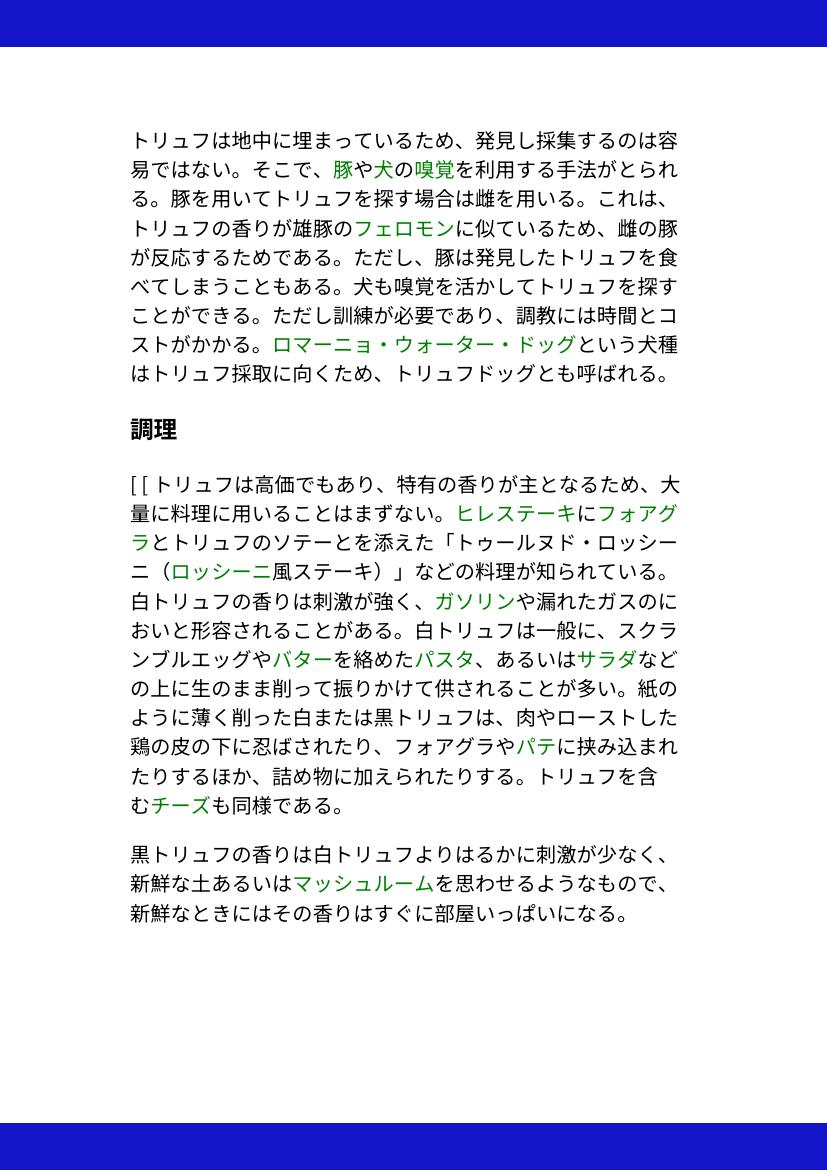 トリュフは地中に埋まっているため、発見し採集するのは容
易ではない。そこで、豚や犬の嗅覚を利用する手法がとられ
る。豚を用いてトリュフを探す場合は雌を用いる。これは、
トリュフの香りが雄豚のフェロモンに似ているため、雌の豚
が反応するためである。ただし、豚は発見したトリュフを食
べてしまうこともある。犬も嗅覚を活かしてトリュフを探す
ことができる。ただし訓練が必要であり、調教には時間とコ
ストがかかる。ロマーニョ・ウォーター・ドッグという犬種
はトリュフ採取に向くため、トリュフドッグとも呼ばれる。
調理
[ [ トリュフは高価でもあり、特有の香りが主となるため、大
量に料理に用いることはまずない。ヒレステーキにフォアグ
ラとトリュフのソテーとを添えた「トゥールヌド・ロッシー
ニ（ロッシーニ風ステーキ）」などの料理が知られている。
白トリュフの香りは刺激が強く、ガソリンや漏れたガスのに
おいと形容されることがある。白トリュフは一般に、スクラ
ンブルエッグやバターを絡めたパスタ、あるいはサラダなど
の上に生のまま削って振りかけて供されることが多い。紙の
ように薄く削った白または黒トリュフは、肉やローストした
鶏の皮の下に忍ばされたり、フォアグラやパテに挟み込まれ
たりするほか、詰め物に加えられたりする。トリュフを含
むチーズも同様である。
黒トリュフの香りは白トリュフよりはるかに刺激が少なく、
新鮮な土あるいはマッシュルームを思わせるようなもので、
新鮮なときにはその香りはすぐに部屋いっぱいになる。